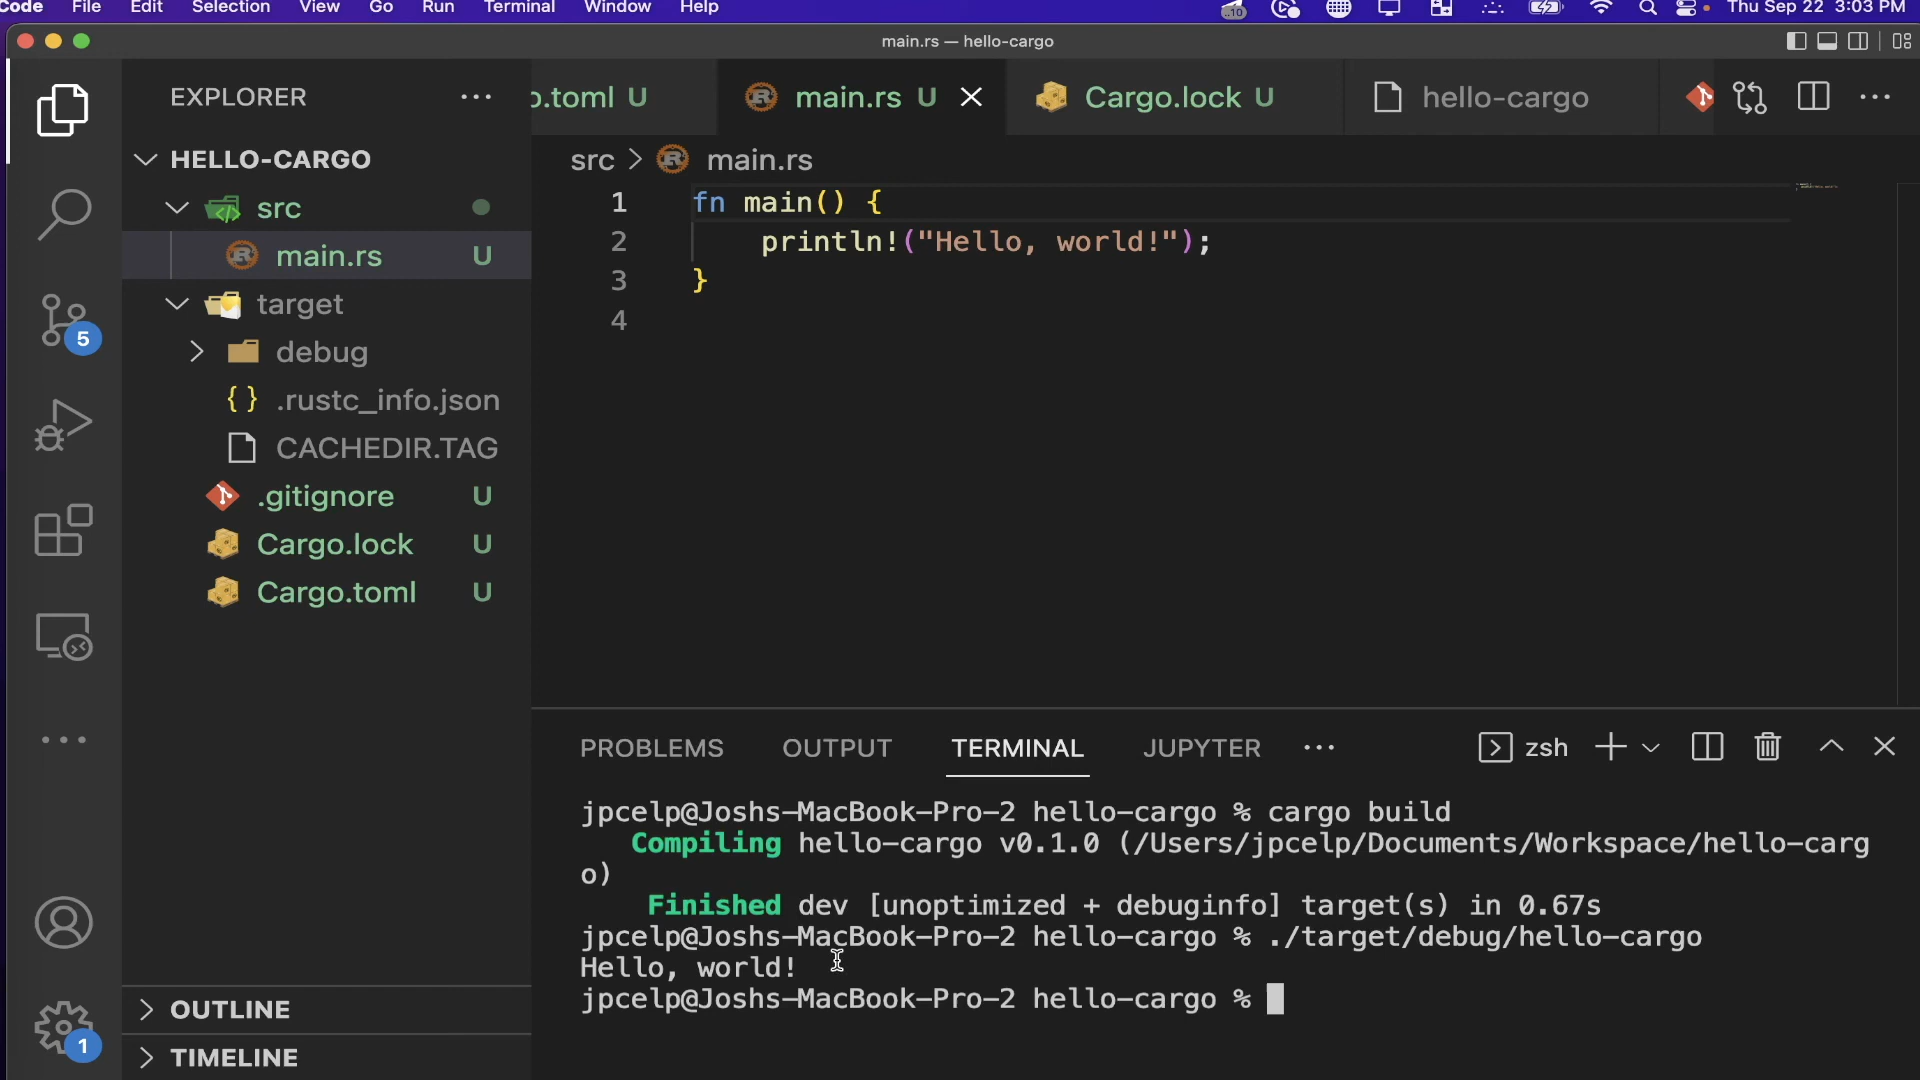 Code File Edit Selection View Go Run Terminal Window Help ..10 Thu Sep 22 3:03 PM
main.rs — hello-cargo
EXPLORER ...
o.toml U main.rs U Cargo.lock U hello-cargo
HELLO-CARGO
src > main.rs
src
main.rs U
target
debug
.rustc_info.json
CACHEDIR.TAG
.gitignore U
Cargo.lock U
Cargo.toml U
5
1 fn main() {
2 println!("Hello, world!");
3 }
4
PROBLEMS OUTPUT TERMINAL JUPYTER ... zsh
jpcelp@Joshs-MacBook-Pro-2 hello-cargo % cargo build
Compiling hello-cargo v0.1.0 (/Users/jpcelp/Documents/Workspace/hello-carg
o)
Finished dev [unoptimized + debuginfo] target(s) in 0.67s
jpcelp@Joshs-MacBook-Pro-2 hello-cargo % ./target/debug/hello-cargo
Hello, world!
jpcelp@Joshs-MacBook-Pro-2 hello-cargo %
OUTLINE
TIMELINE
1